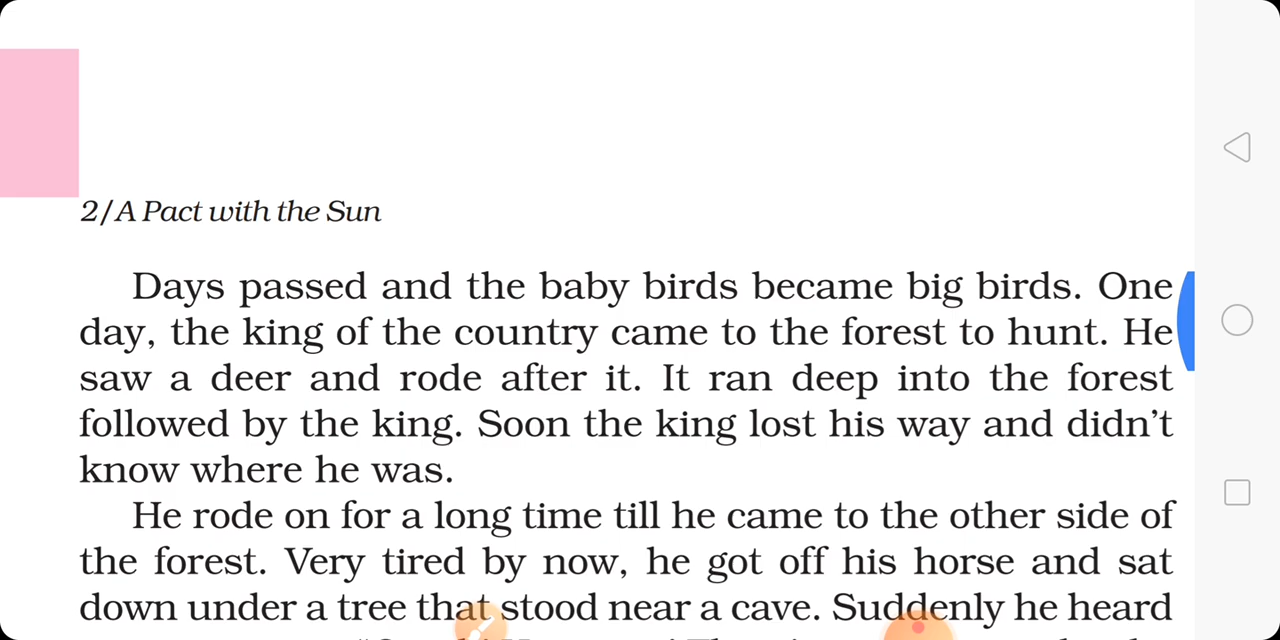 2/A Pact with the Sun
Days passed and the baby birds became big birds. One
day, the king of the country came to the forest to hunt. He
saw a deer and rode after it. It ran deep into the forest
followed by the king. Soon the king lost his way and didn’t
know where he was.
He rode on for a long time till he came to the other side of
the forest. Very tired by now, he got off his horse and sat
down under a tree that stood near a cave. Suddenly he heard